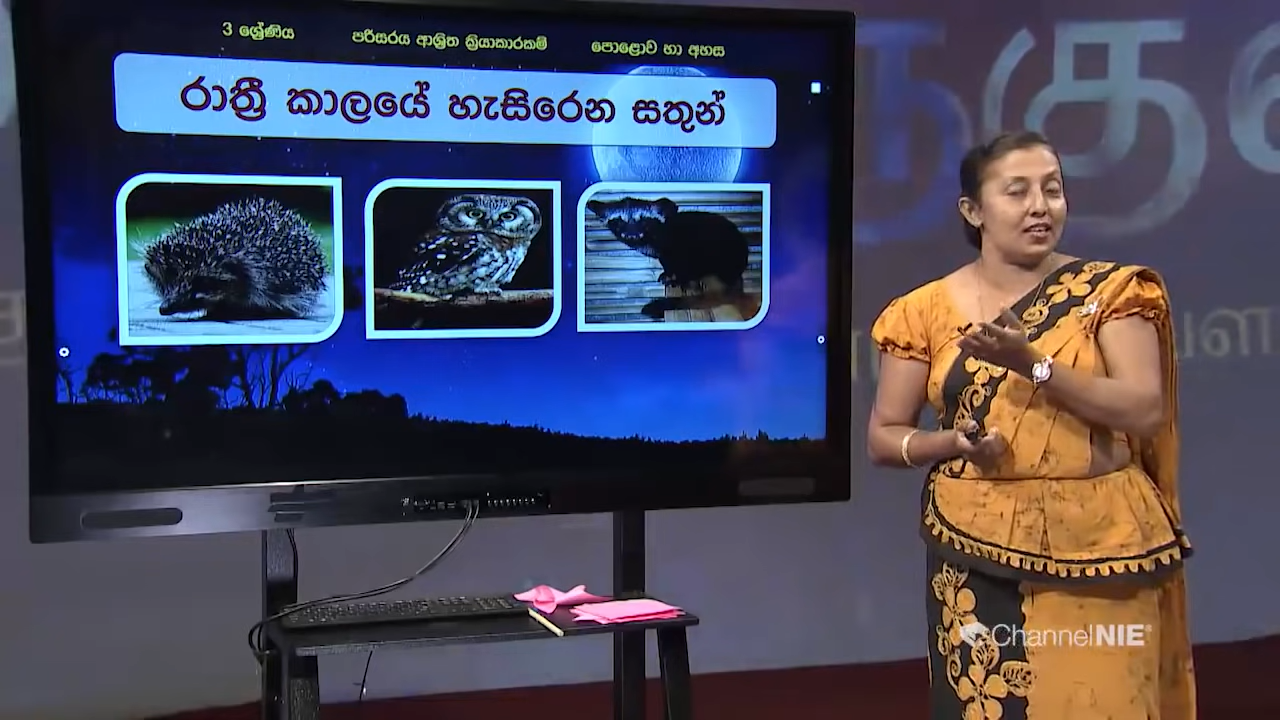 3 ශ්‍රේණිය පරිසරය ආශ්‍රිත ක්‍රියාකාරකම් පොළොව හා අහස
රාත්‍රී කාලයේ හැසිරෙන සතුන්
ChannelNIE